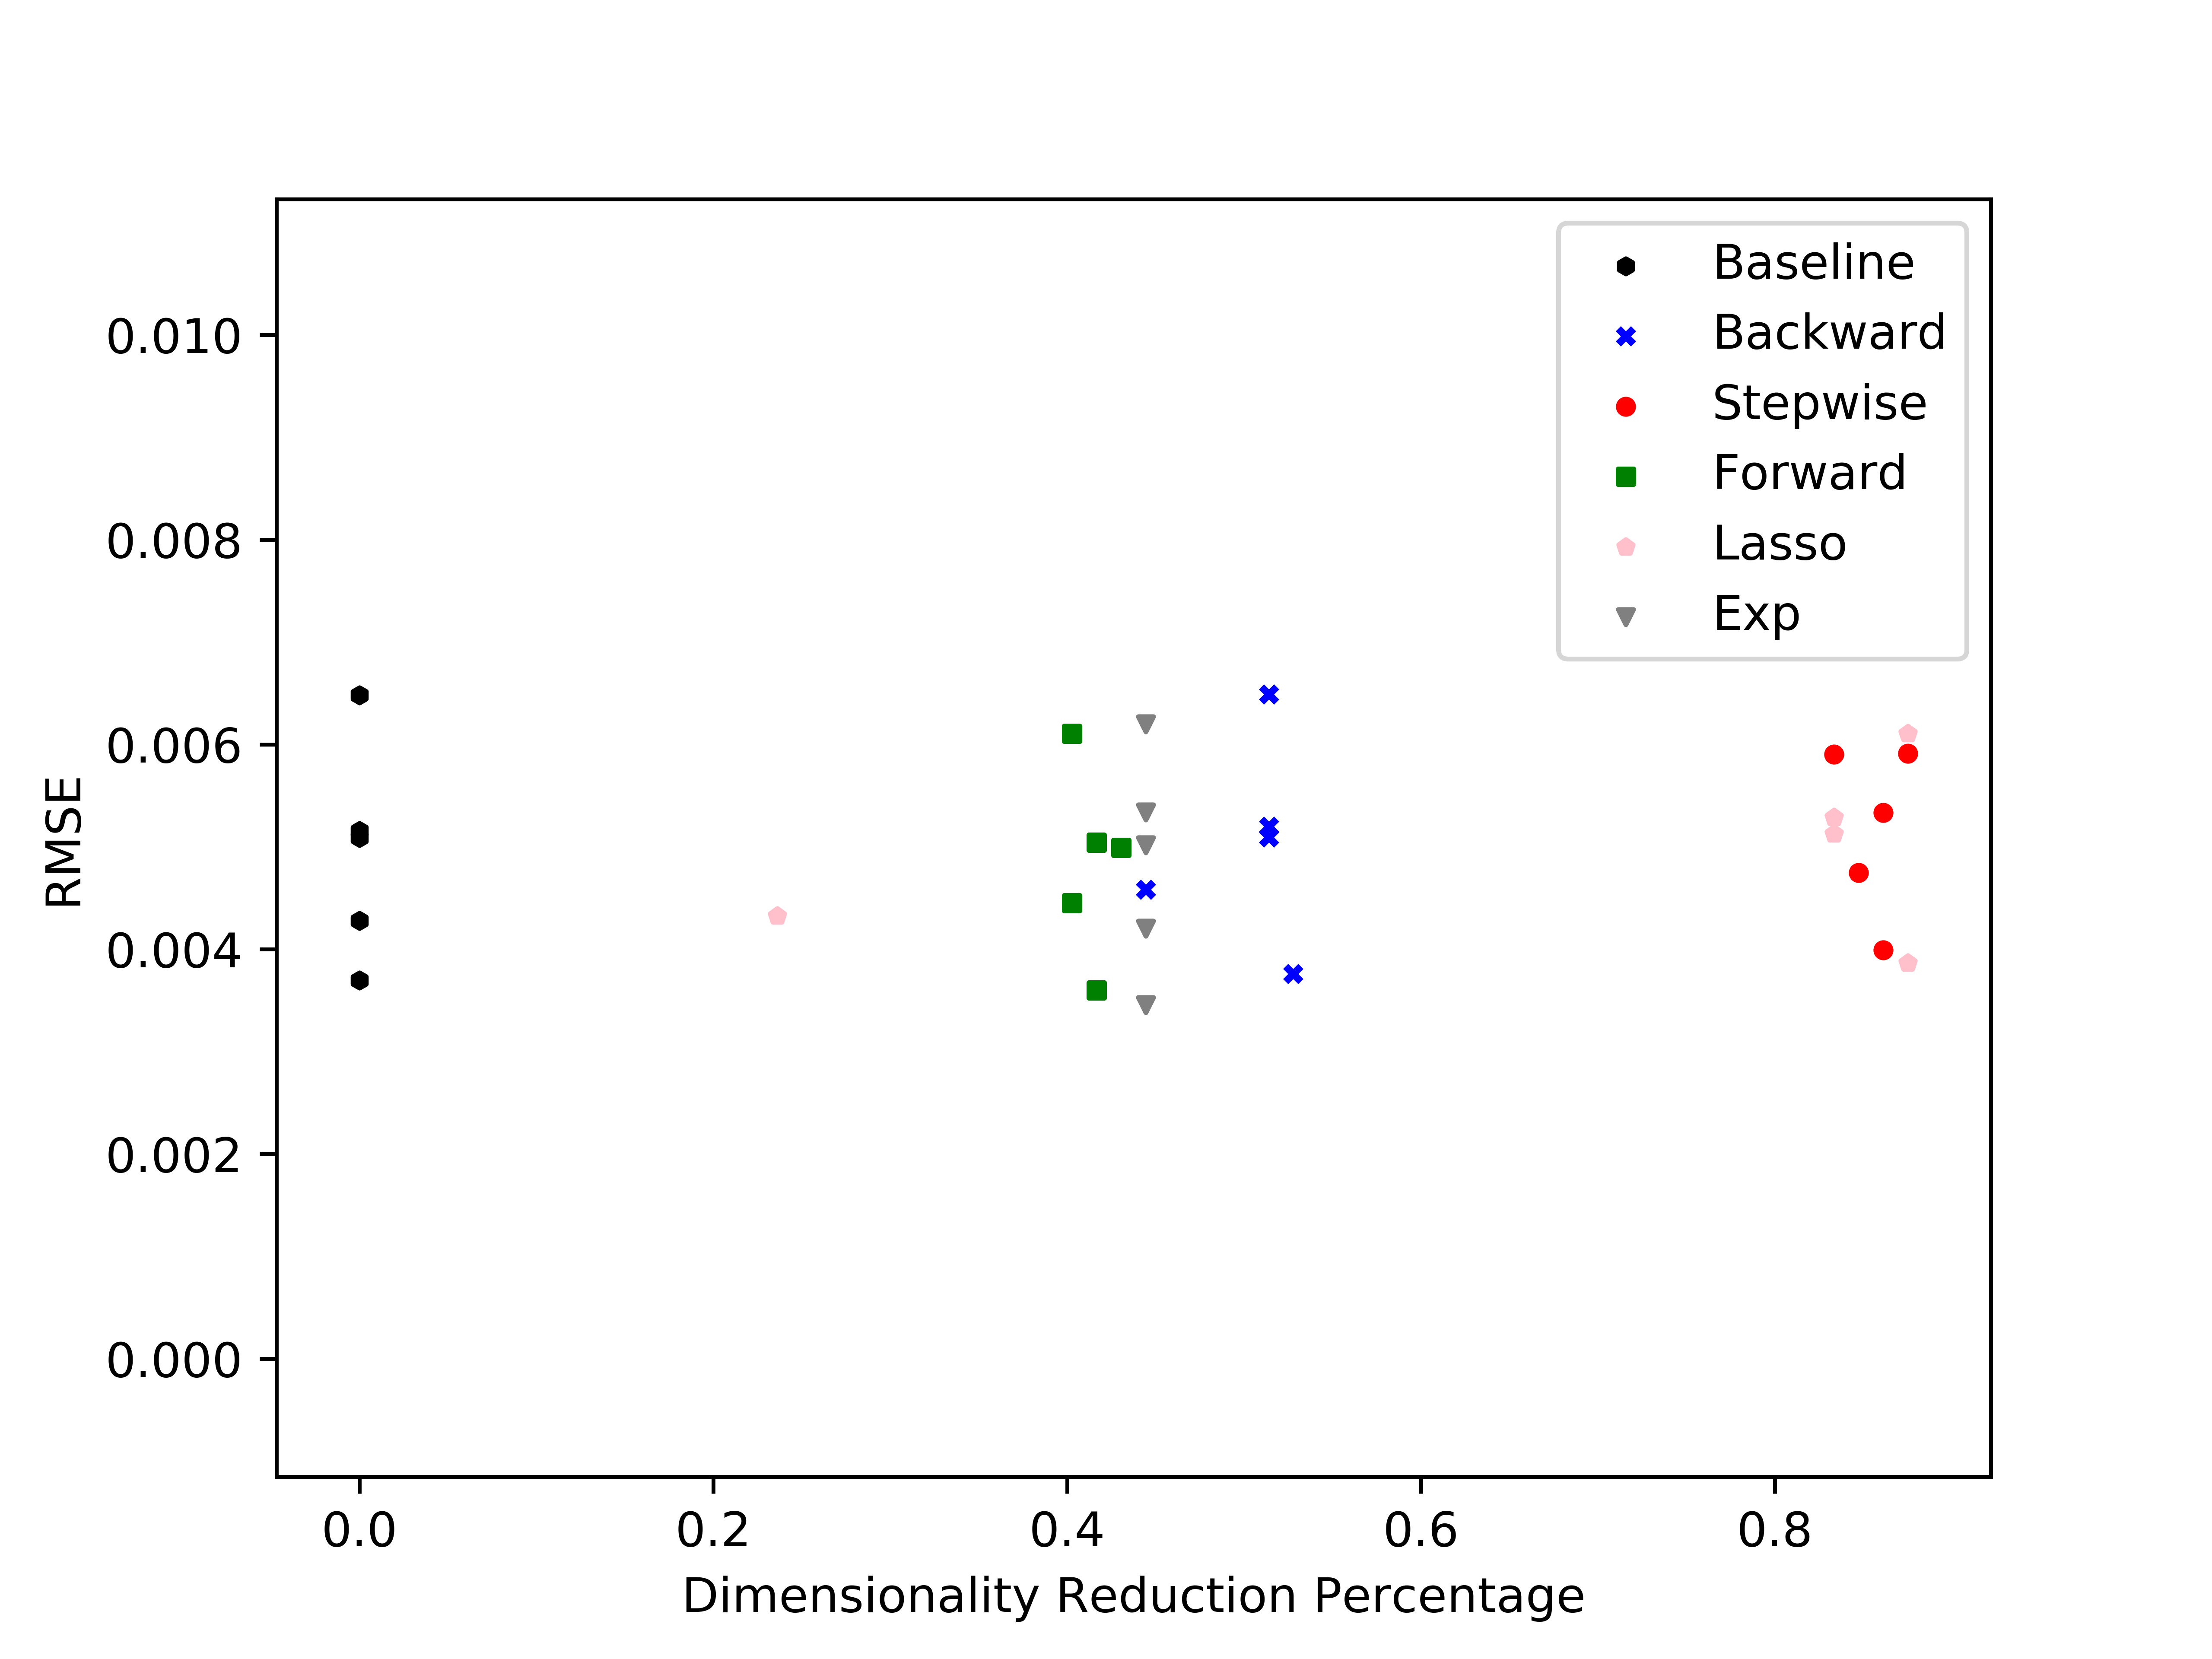 Baseline
Backward
Stepwise
Forward
Lasso
Exp
0.010
0.008
0.006
0.004
0.002
0.000
RMSE
0.0 0.2 0.4 0.6 0.8
Dimensionality Reduction Percentage